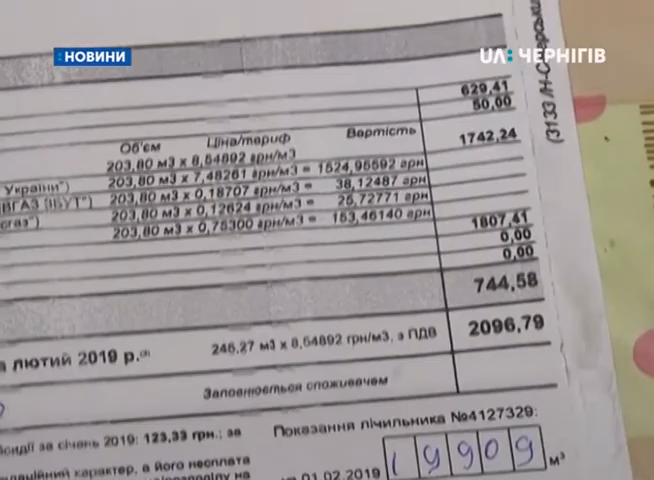 НОВИНИ
UA: ЧЕРНІГІВ
(3133 /Н-С
629,41
50,00
Об'єм Ціна/тариф Вартість
203,80 м3 x 8,54892 грн/м3
1742,24
України") 203,80 м3 x 7,48261 грн/м3 = 1524,95592 грн
ВГАЗ ЗБУТ") 203,80 м3 x 0,18707 грн/м3 = 38,12487 грн
203,80 м3 x 0,12624 грн/м3 = 25,72771 грн
203,80 м3 x 0,75300 грн/м3 = 153,46140 грн
1807,41
0,00
0,00
744,58
лютий 2019 р. 245,27 м3 x 8,54892 грн/м3, з ПДВ 2096,79
Заповнюється споживачем
за січень 2019: 123,33 грн.; за
Показання лічильника №4127329:
характер, а його несплата
01.02.2019 19909 м³
на